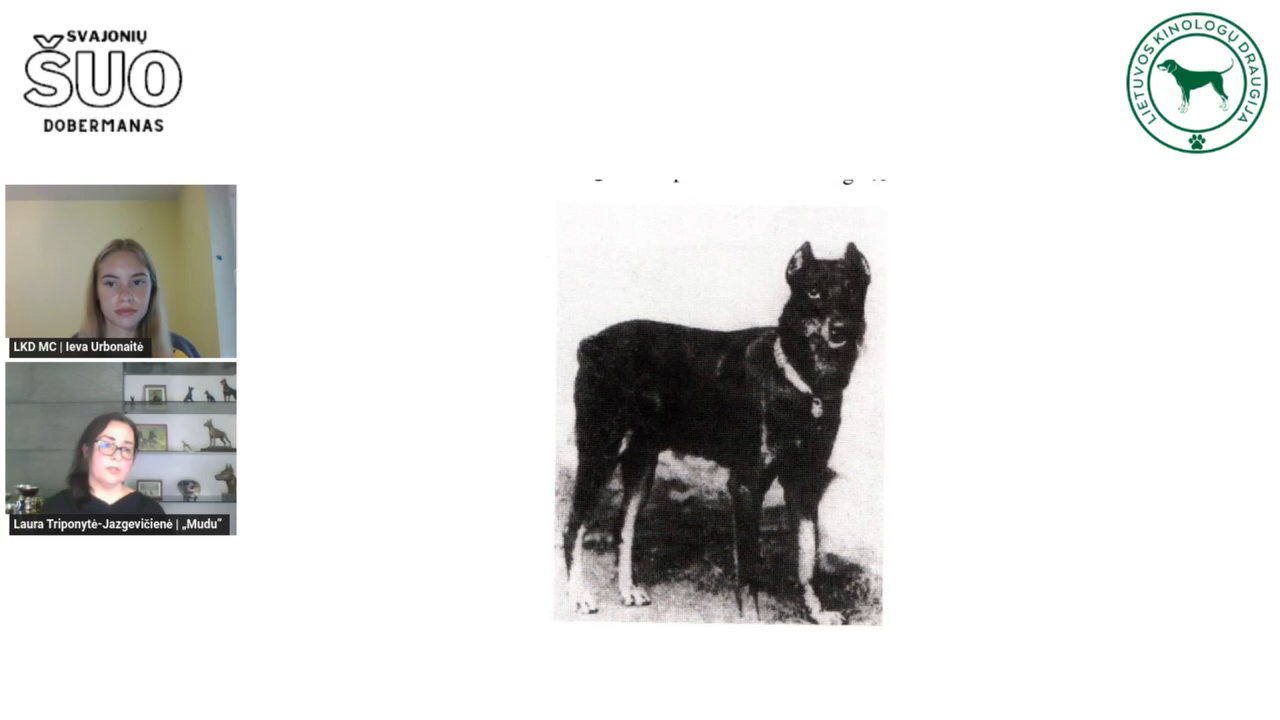 SVAJONIŲ
ŠUO
DOBERMANAS
LIETUVOS KINOLOGŲ DRAUGIJA
LKD MC | Ieva Urbonaitė
Laura Triponytė-Jazgevičienė | „Mudu“